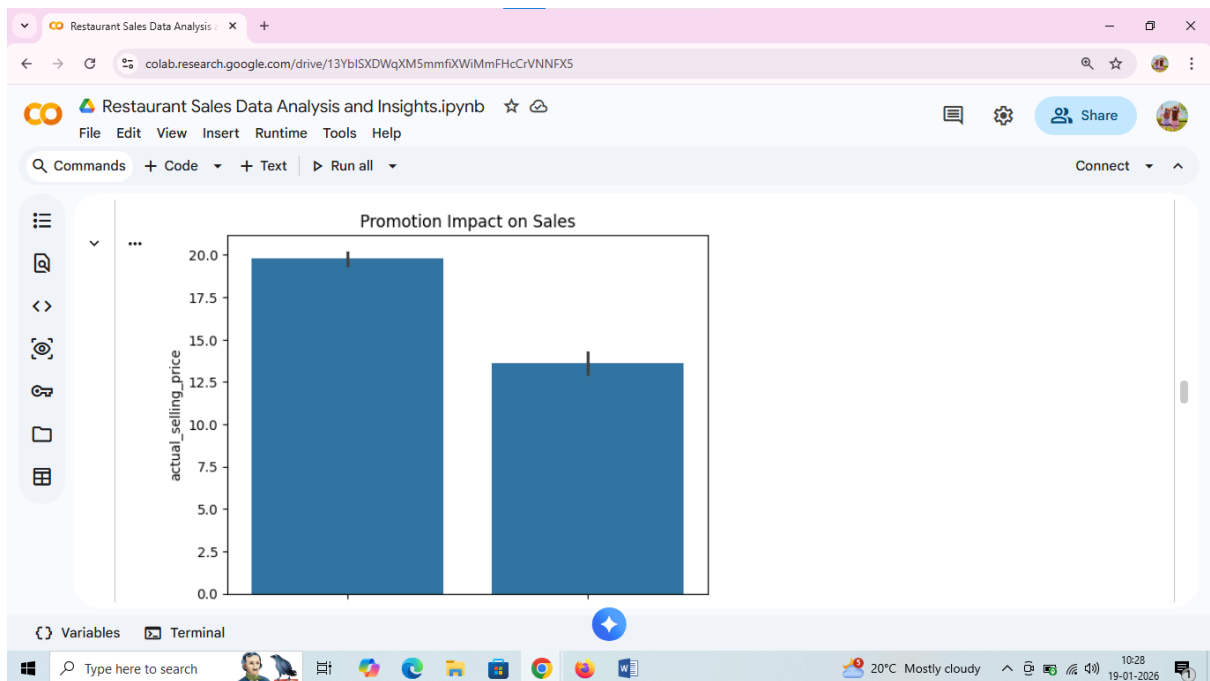 Restaurant Sales Data Analysis a
colab.research.google.com/drive/13YblSXDWqXM5mmfiXWiMmFHcCrVNNFX5
CO Restaurant Sales Data Analysis and Insights.ipynb
File Edit View Insert Runtime Tools Help
Share
Commands + Code + Text Run all
Connect
Promotion Impact on Sales
20.0
17.5
15.0
12.5
10.0
7.5
5.0
2.5
0.0
actual_selling_price
Variables Terminal
Type here to search
20°C Mostly cloudy
10:28
19-01-2026